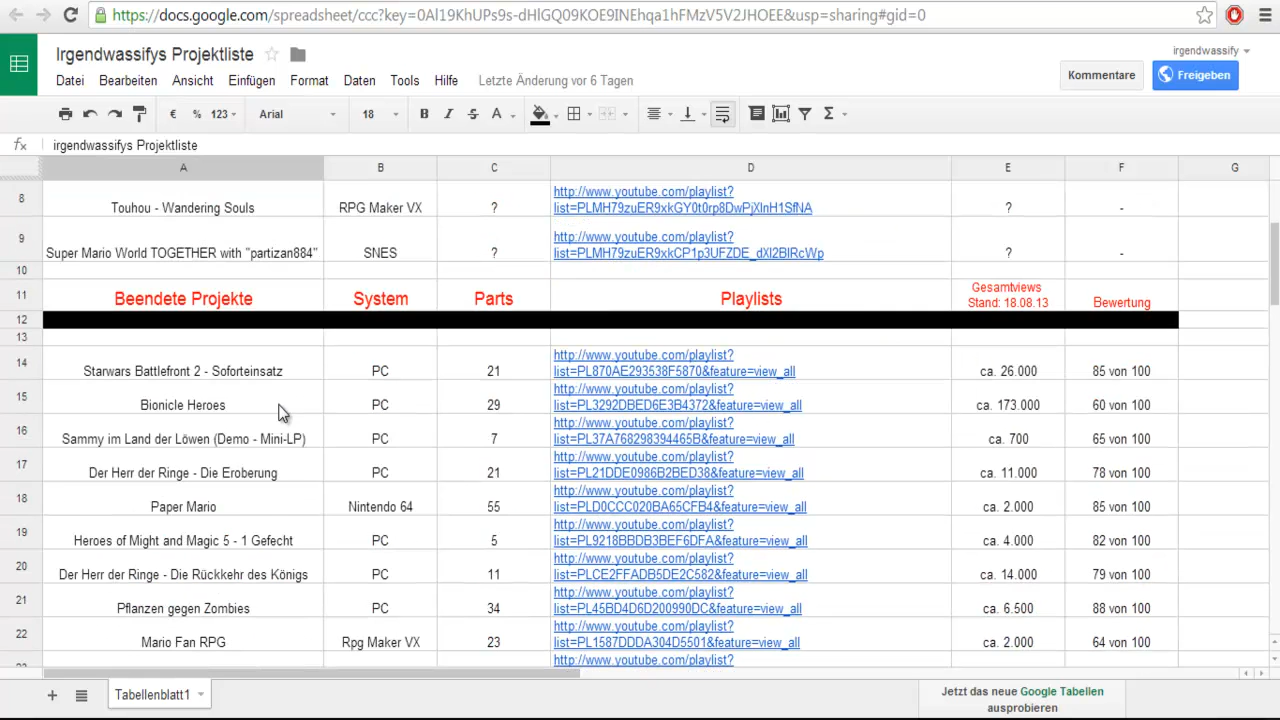 https://docs.google.com/spreadsheet/ccc?key=0Al19KhUPs9s-dHlGQ09KOE9INEhqa1hFMzV5V2JHOEE&usp=sharing#gid=0
Irgendwassifys Projektliste
irgendwassify
Datei Bearbeiten Ansicht Einfügen Format Daten Tools Hilfe Letzte Änderung vor 6 Tagen
Kommentare
Freigeben
€ % 123 Arial 18 B I S A Σ
fx irgendwassifys Projektliste
A B C D E F G
8 Touhou - Wandering Souls RPG Maker VX ? http://www.youtube.com/playlist?
list=PLMH79zuER9xkGY0t0rp8DwPjXlnH1SfNA ? -
9 Super Mario World TOGETHER with "partizan884" SNES ? http://www.youtube.com/playlist?
list=PLMH79zuER9xkCP1p3UFZDE_dXl2BlRcWp ? -
10
11 Beendete Projekte System Parts Playlists Gesamtviews
Stand: 18.08.13 Bewertung
12
13
14 Starwars Battlefront 2 - Soforteinsatz PC 21 http://www.youtube.com/playlist?
list=PL870AE293538F5870&feature=view_all ca. 26.000 85 von 100
15 Bionicle Heroes PC 29 http://www.youtube.com/playlist?
list=PL3292DBED6E3B4372&feature=view_all ca. 173.000 60 von 100
16 Sammy im Land der Löwen (Demo - Mini-LP) PC 7 http://www.youtube.com/playlist?
list=PL37A768298394465B&feature=view_all ca. 700 65 von 100
17 Der Herr der Ringe - Die Eroberung PC 21 http://www.youtube.com/playlist?
list=PL21DDE0986B2BED38&feature=view_all ca. 11.000 78 von 100
18 Paper Mario Nintendo 64 55 http://www.youtube.com/playlist?
list=PLD0CCC020BA65CFB4&feature=view_all ca. 2.000 85 von 100
19 Heroes of Might and Magic 5 - 1 Gefecht PC 5 http://www.youtube.com/playlist?
list=PL9218BBDB3BEF6DFA&feature=view_all ca. 4.000 82 von 100
20 Der Herr der Ringe - Die Rückkehr des Königs PC 11 http://www.youtube.com/playlist?
list=PLCE2FFADB5DE2C582&feature=view_all ca. 14.000 79 von 100
21 Pflanzen gegen Zombies PC 34 http://www.youtube.com/playlist?
list=PL45BD4D6D200990DC&feature=view_all ca. 6.500 88 von 100
22 Mario Fan RPG Rpg Maker VX 23 http://www.youtube.com/playlist?
list=PL1587DDDA304D5501&feature=view_all ca. 2.000 64 von 100
http://www.youtube.com/playlist?
Tabellenblatt1
Jetzt das neue Google Tabellen
ausprobieren